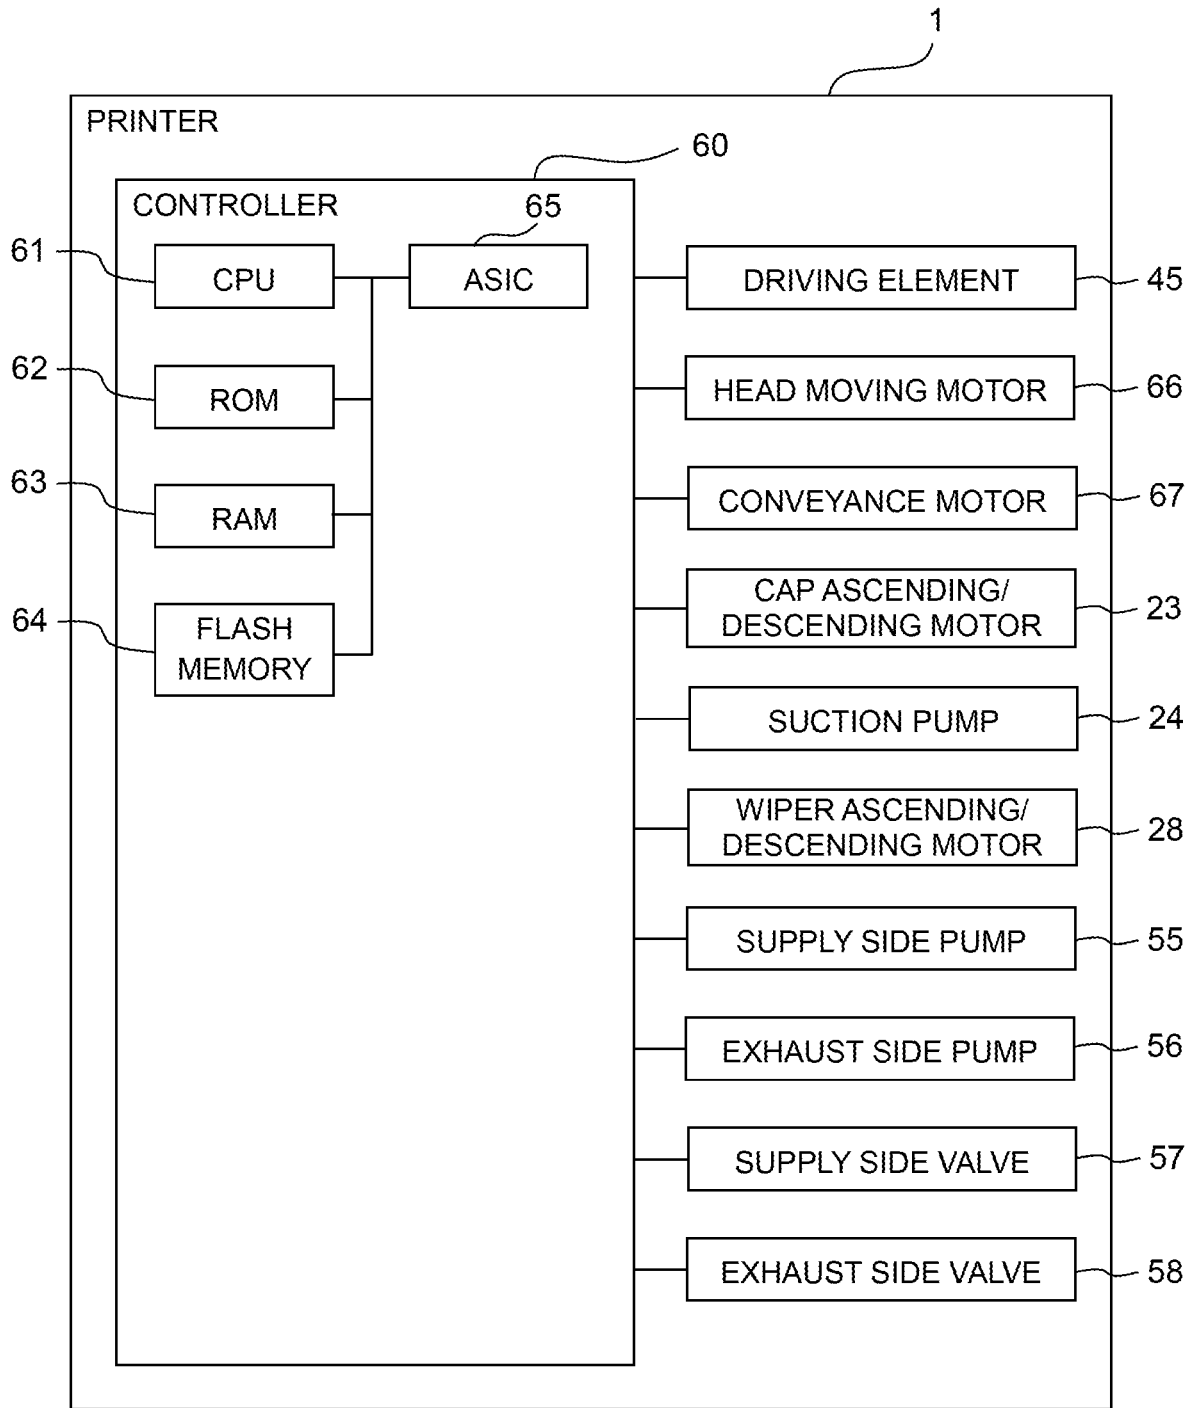 1
PRINTER
60
CONTROLLER
65
61
CPU
ASIC
DRIVING ELEMENT
45
62
ROM
HEAD MOVING MOTOR
66
63
RAM
CONVEYANCE MOTOR
67
64
FLASH
MEMORY
CAP ASCENDING/
DESCENDING MOTOR
23
SUCTION PUMP
24
WIPER ASCENDING/
DESCENDING MOTOR
28
SUPPLY SIDE PUMP
55
EXHAUST SIDE PUMP
56
SUPPLY SIDE VALVE
57
EXHAUST SIDE VALVE
58